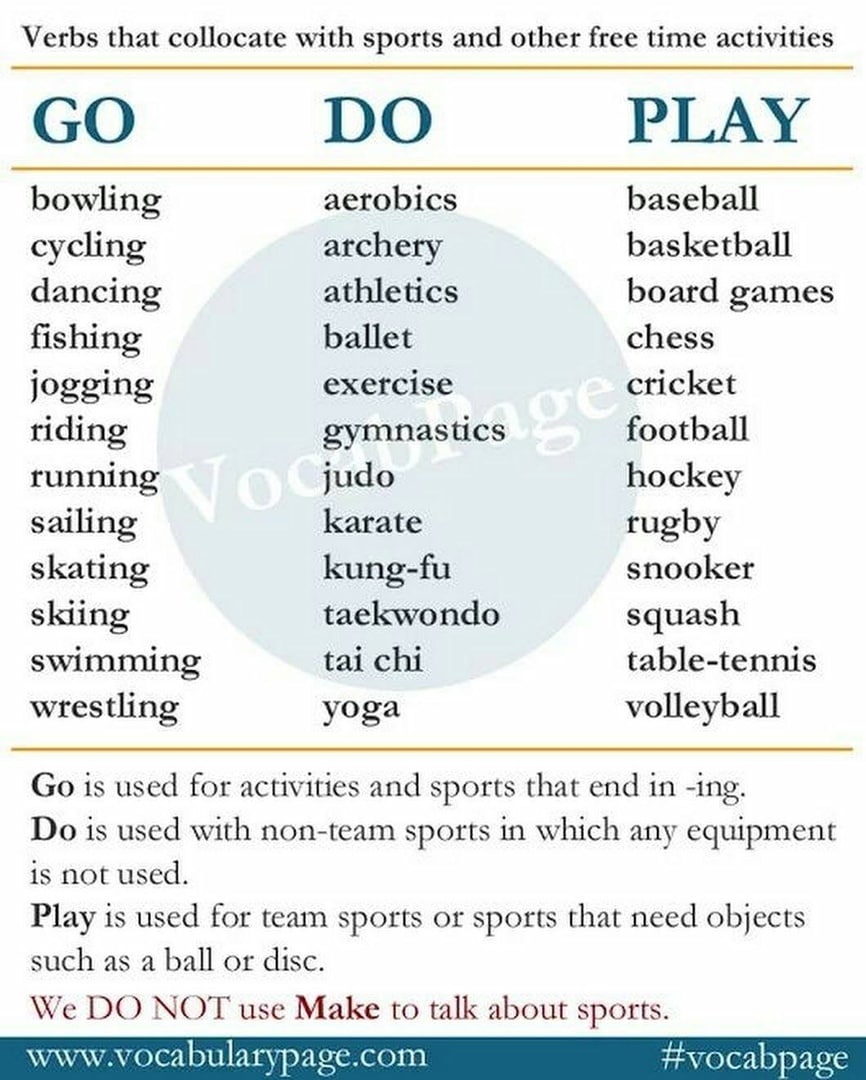 Verbs that collocate with sports and other free time activities
GO DO PLAY
bowling aerobics baseball
cycling archery basketball
dancing athletics board games
fishing ballet chess
jogging exercise cricket
riding gymnastics football
running judo hockey
sailing karate rugby
skating kung-fu snooker
skiing taekwondo squash
swimming tai chi table-tennis
wrestling yoga volleyball
VocabPage
Go is used for activities and sports that end in -ing.
Do is used with non-team sports in which any equipment
is not used.
Play is used for team sports or sports that need objects
such as a ball or disc.
We DO NOT use Make to talk about sports.
www.vocabularypage.com #vocabpage